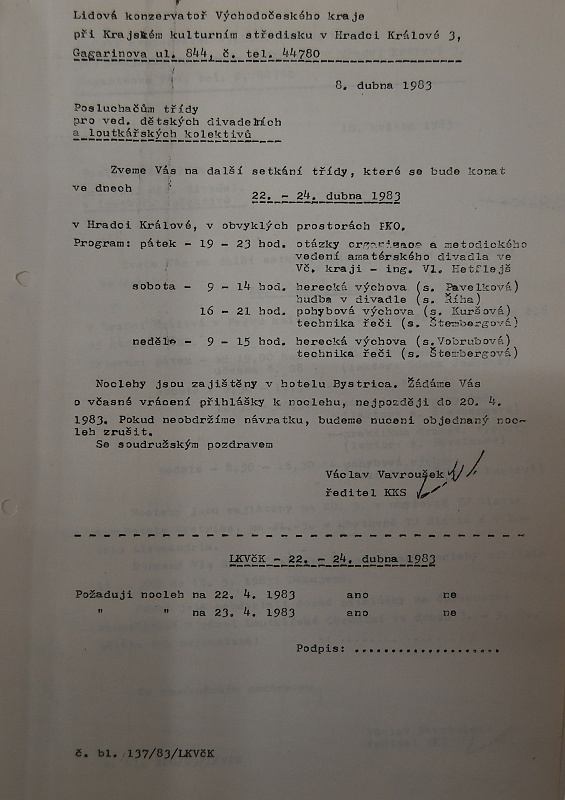 Lidová konzervatoř Východočeského kraje
při Krajském kulturním středisku v Hradci Králové 3,
Gagarinova ul. 844, č. tel. 44780
8. dubna 1983
Posluchačům třídy
pro ved. dětských divadelních
a loutkářských kolektivů
Zveme Vás na další setkání třídy, které se bude konat
ve dnech
22. - 24. dubna 1983
v Hradci Králové, v obvyklých prostorách PKO.
Program: pátek - 19 - 23 hod. otázky organizace a metodického
vedení amatérského divadla ve
Vč. kraji - ing. Vl. Hetflejš
sobota - 9 - 14 hod. herecká výchova (s. Pavelková)
hudba v divadle (s. Říha)
16 - 21 hod. pohybová výchova (s. Kuršová)
technika řeči (s. Štembergová)
neděle - 9 - 15 hod. herecká výchova (s.Vobrubová)
technika řeči (s. Štembergová)
Noclehy jsou zajištěny v hotelu Bystrica. Žádáme Vás
o včasné vrácení přihlášky k noclehu, nejpozději do 20. 4.
1983. Pokud neobdržíme návratku, budeme nuceni objednaný noc-
leh zrušit.
Se soudružským pozdravem
Václav Vavroušek
ředitel KKS
LKVčK - 22. - 24. dubna 1983
Požaduji nocleh na 22. 4. 1983 ano ne
" " na 23. 4. 1983 ano ne
Podpis: ....................
č. bl. 137/83/LKVčK